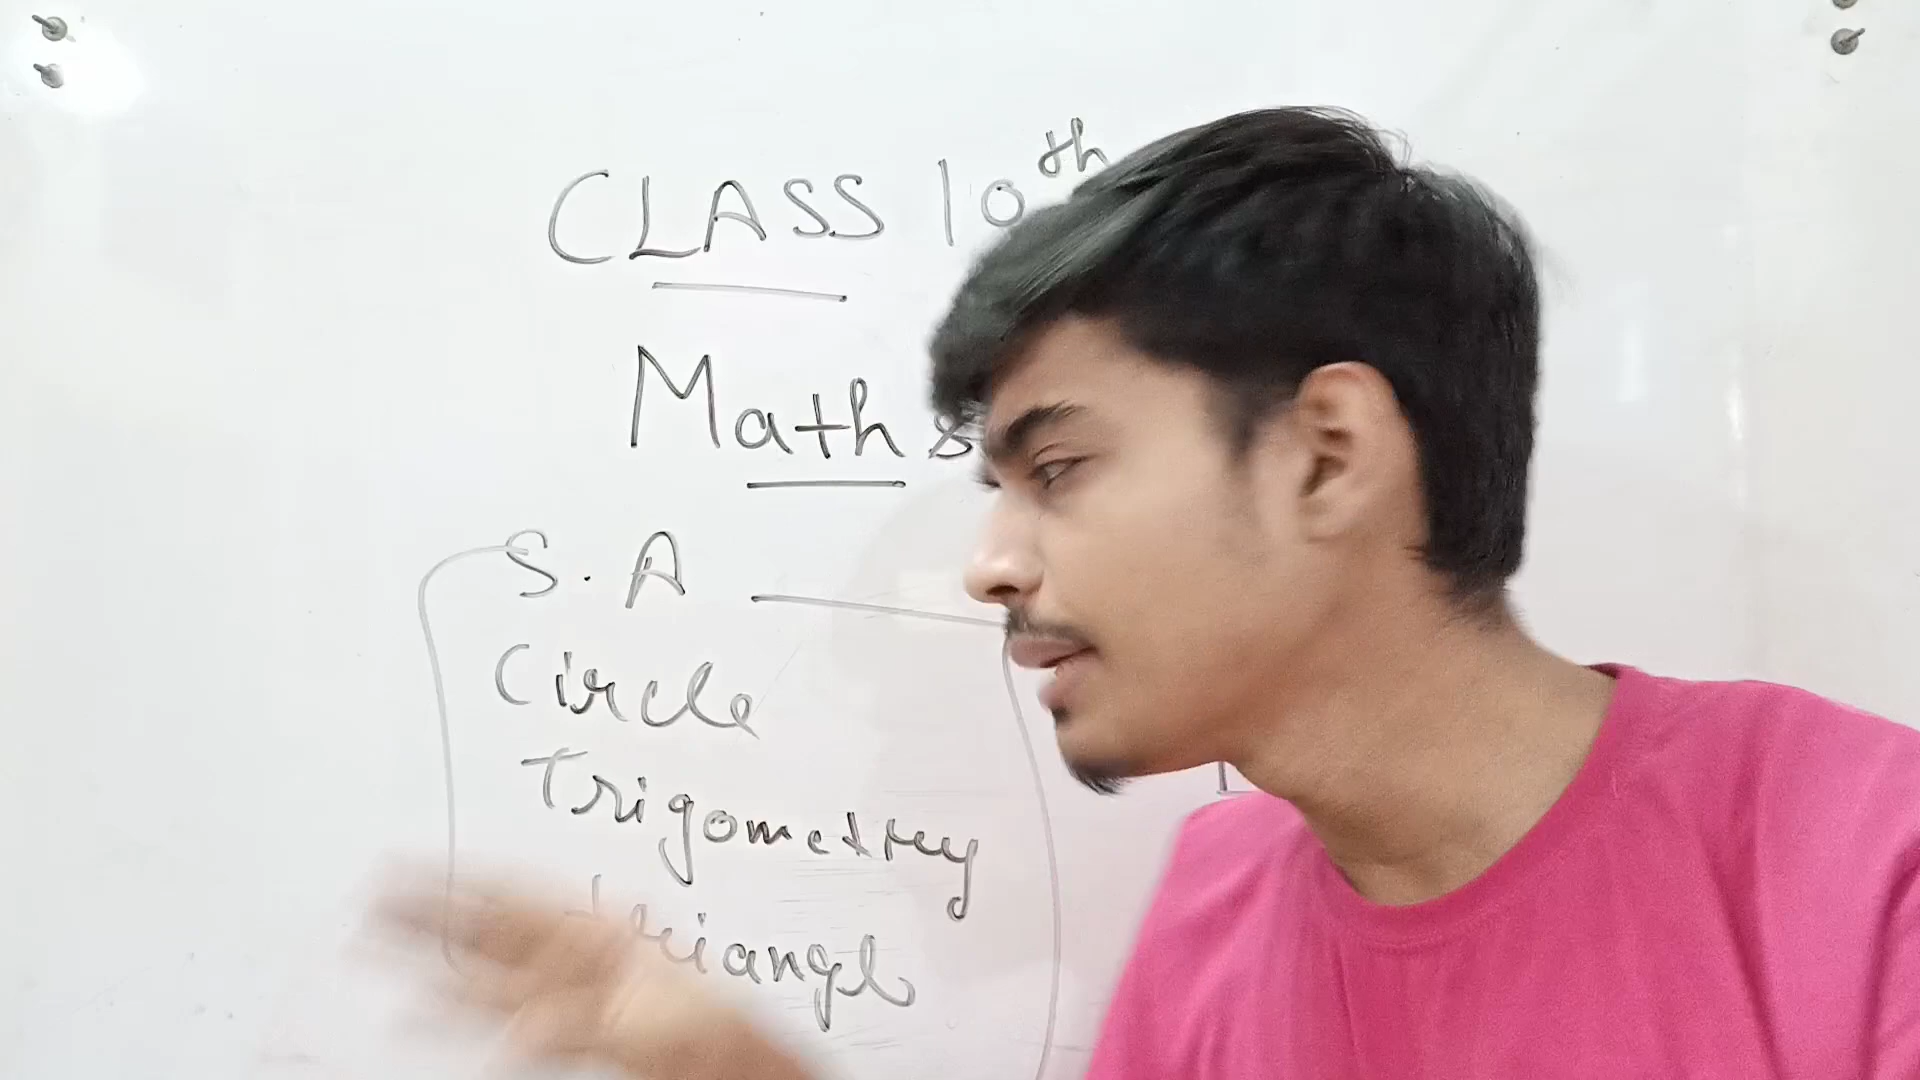 CLASS 10th
Maths
S. A
Circle
Trigometry
triangle